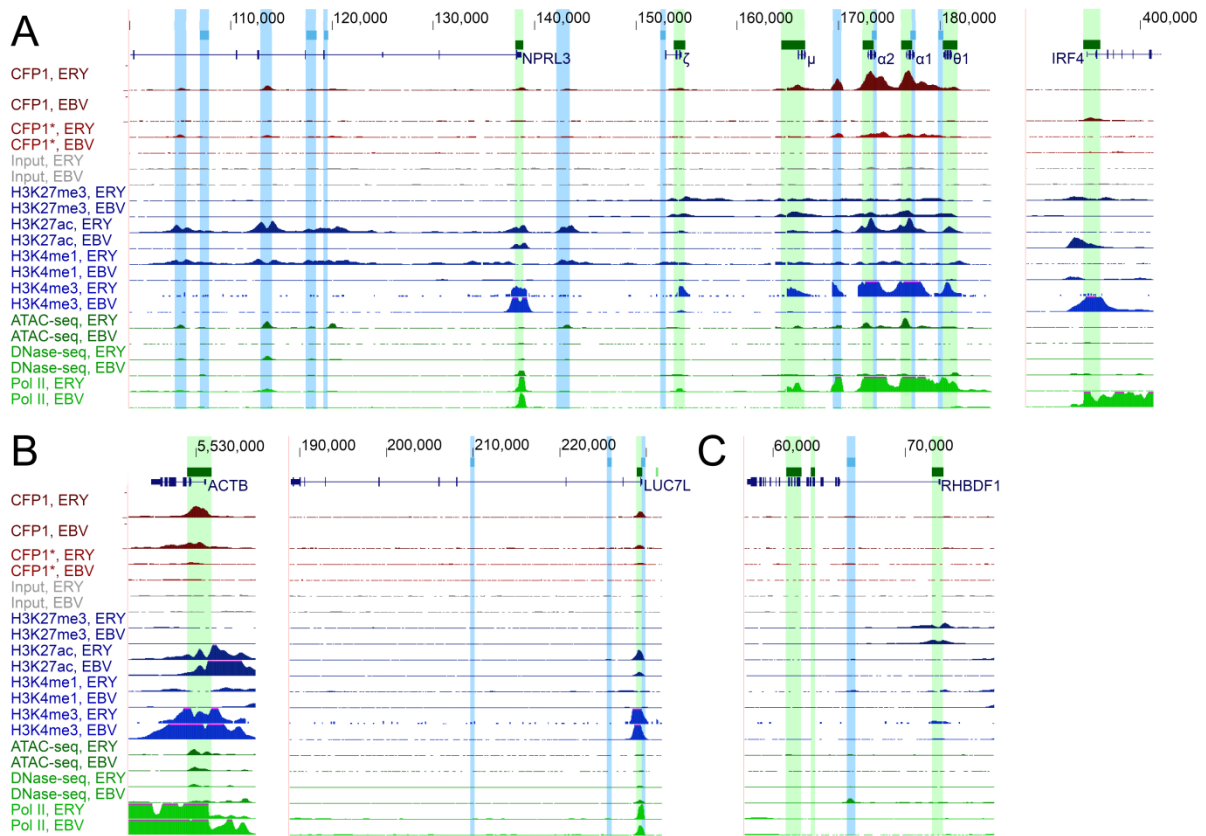 A
110,000 120,000 130,000 140,000 150,000 160,000 170,000 180,000 400,000
NPRL3 ζ μ α2 α1 θ1 IRF4
CFP1, ERY
CFP1, EBV
CFP1*, ERY
CFP1*, EBV
Input, ERY
Input, EBV
H3K27me3, ERY
H3K27me3, EBV
H3K27ac, ERY
H3K27ac, EBV
H3K4me1, ERY
H3K4me1, EBV
H3K4me3, ERY
H3K4me3, EBV
ATAC-seq, ERY
ATAC-seq, EBV
DNase-seq, ERY
DNase-seq, EBV
Pol II, ERY
Pol II, EBV
B 5,530,000 190,000 200,000 210,000 220,000 C 60,000 70,000
ACTB LUC7L RHBDF1
CFP1, ERY
CFP1, EBV
CFP1*, ERY
CFP1*, EBV
Input, ERY
Input, EBV
H3K27me3, ERY
H3K27me3, EBV
H3K27ac, ERY
H3K27ac, EBV
H3K4me1, ERY
H3K4me1, EBV
H3K4me3, ERY
H3K4me3, EBV
ATAC-seq, ERY
ATAC-seq, EBV
DNase-seq, ERY
DNase-seq, EBV
Pol II, ERY
Pol II, EBV